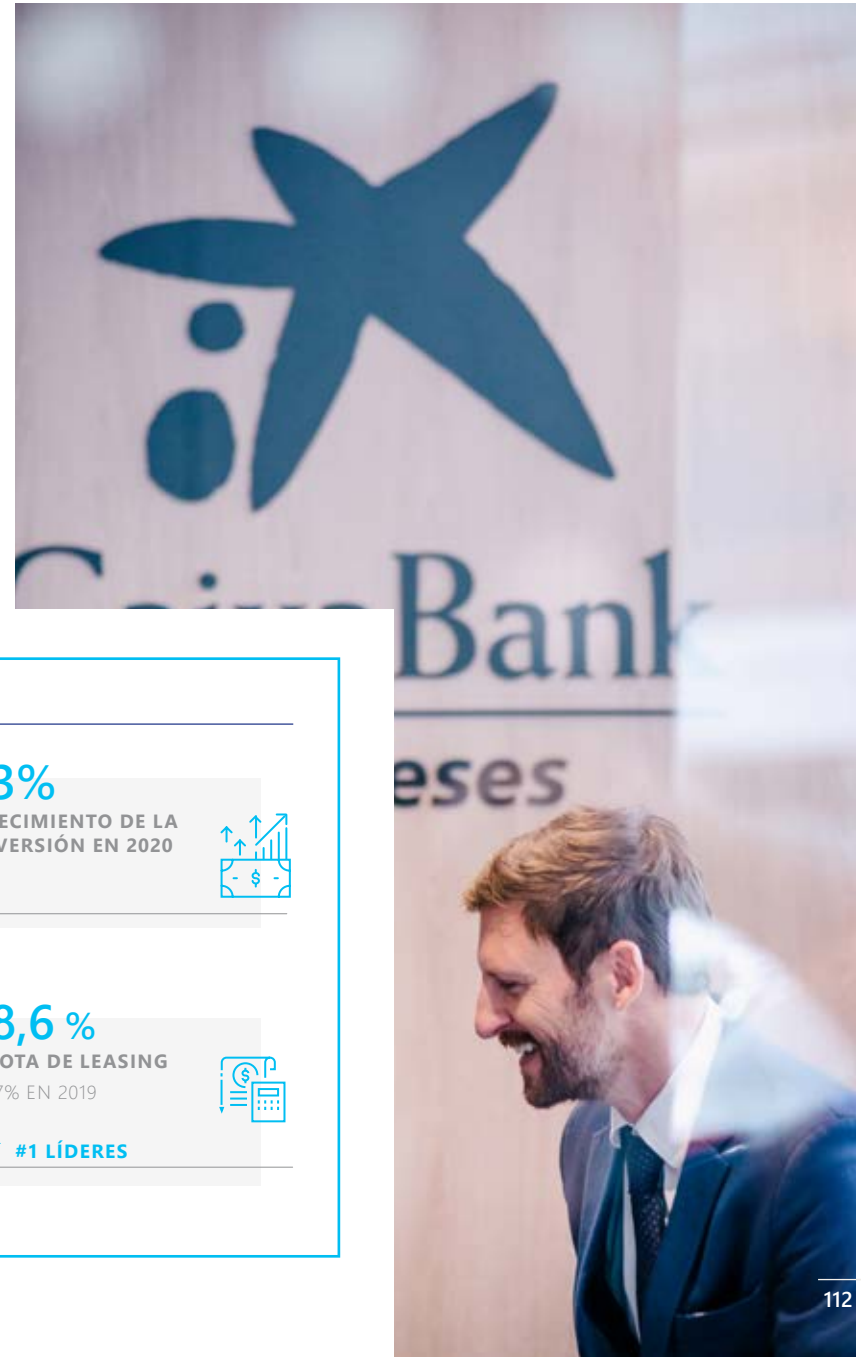 Bank
eses
3%
ECIMIENTO DE LA
VERSIÓN EN 2020
$
8,6 %
OTA DE LEASING
7% EN 2019
$
#1 LÍDERES
112